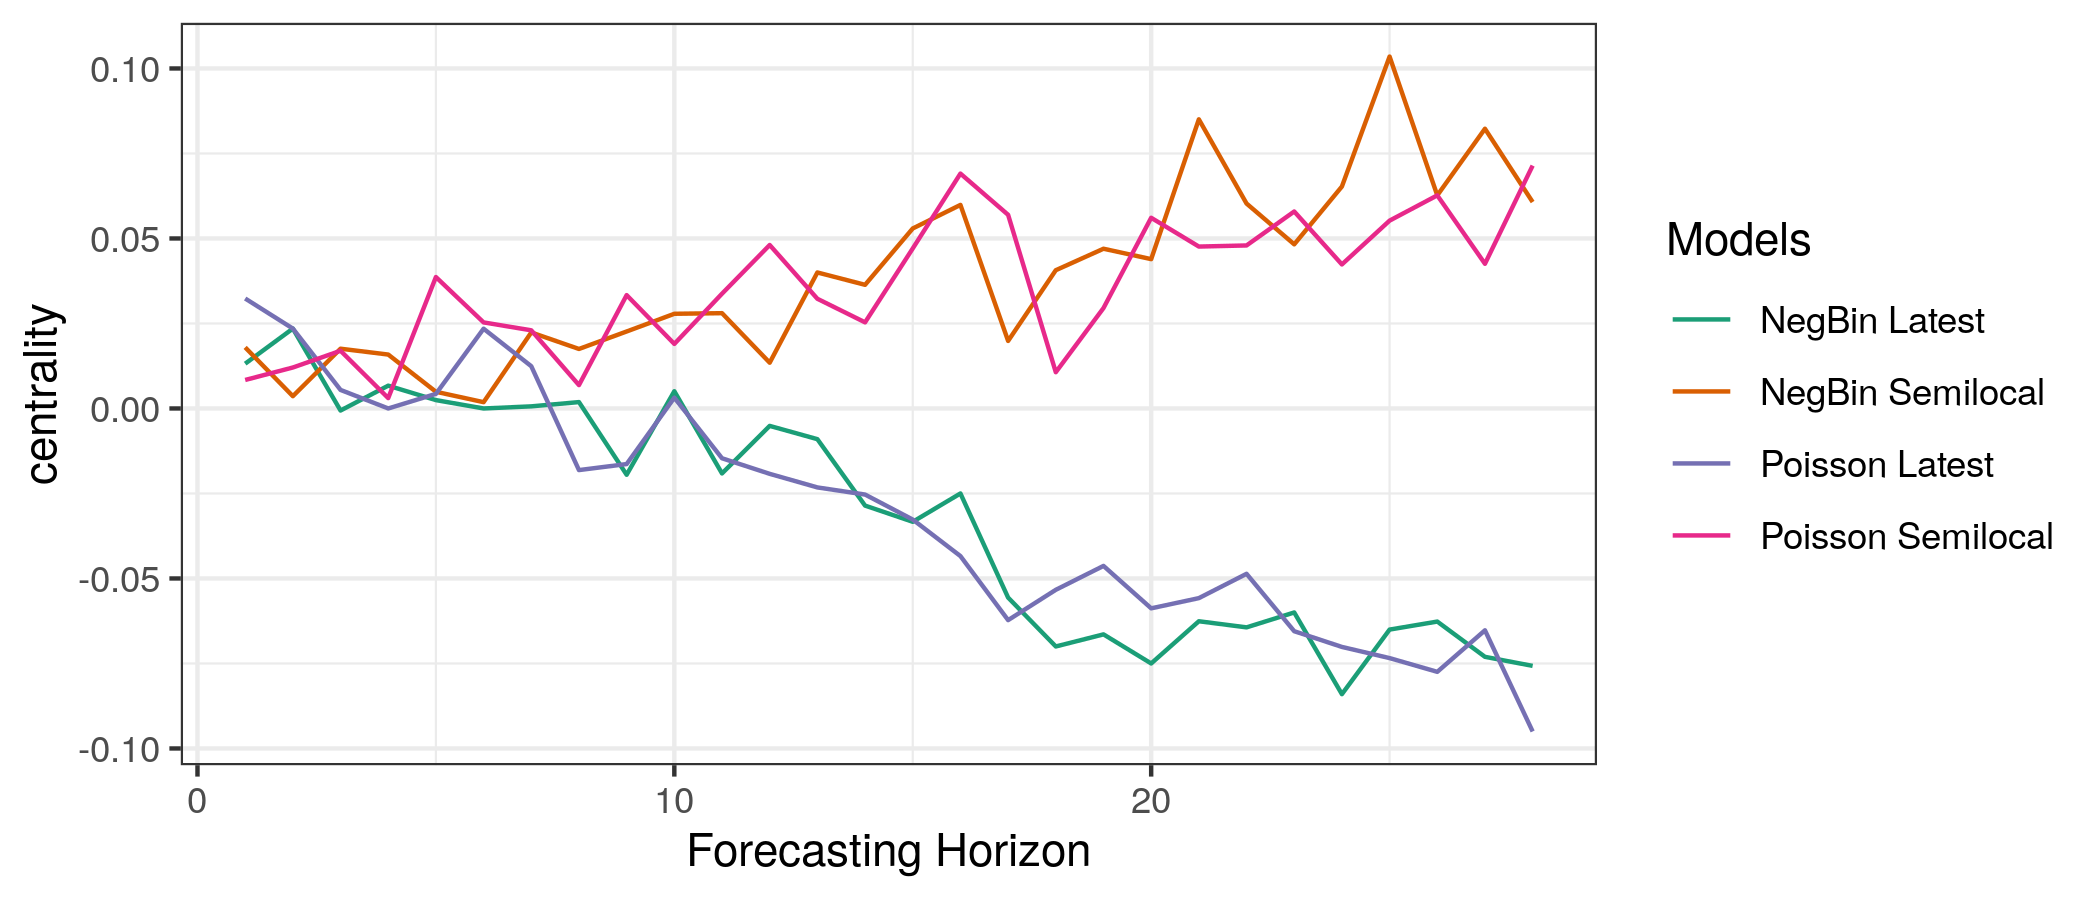 0.10
0.05
0.00
-0.05
-0.10
centrality
0
10
20
Forecasting Horizon
Models
NegBin Latest
NegBin Semilocal
Poisson Latest
Poisson Semilocal